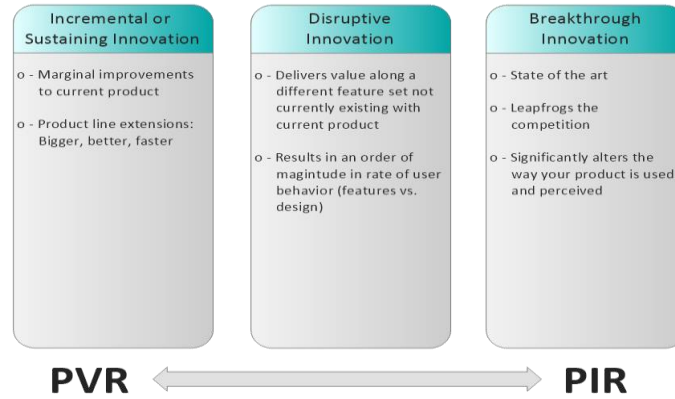 Incremental or
Sustaining Innovation
o - Marginal improvements
to current product
o - Product line extensions:
Bigger, better, faster
Disruptive
Innovation
o - Delivers value along a
different feature set not
currently existing with
current product
o - Results in an order of
magintude in rate of user
behavior (features vs.
design)
Breakthrough
Innovation
o - State of the art
o - Leapfrogs the
competition
o - Significantly alters the
way your product is used
and perceived
PVR
PIR